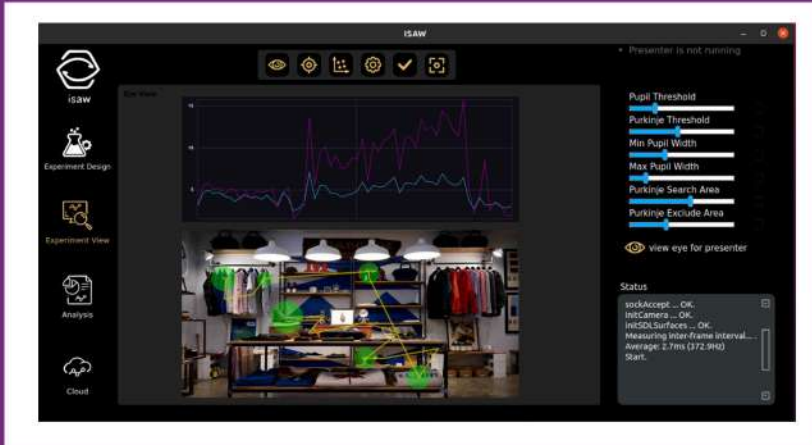 ISAW
isaw
Experiment Design
Experiment View
Analysis
Cloud
Eye View
• Presenter is not running
Pupil Threshold
Purkinje Threshold
Min Pupil Width
Max Pupil Width
Purkinje Search Area
Purkinje Exclude Area
view eye for presenter
Status
sockAccept ... OK.
InitCamera ... OK.
InitSDLSurfaces ... OK.
Measuring inter-frame interval...
Average: 2.7ms (372.9Hz)
Start.